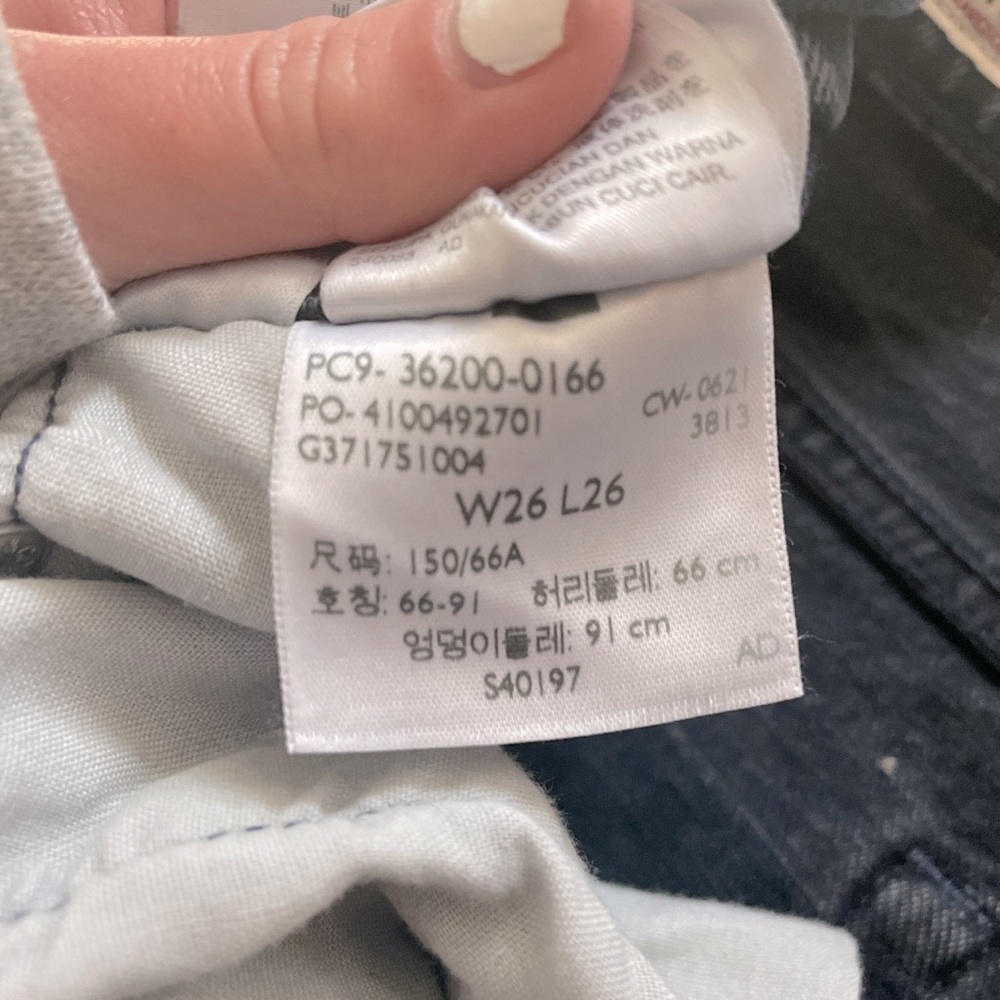 CUCIAN DAN
DENGAN WARNA
CUCI CAIR.
AD
PC9- 36200-0166
CW-0621
PO-4100492701
3813
G371751004
W26 L26
尺码: 150/66A
호칭: 66-91 허리둘레: 66 cm
엉덩이둘레: 91 cm
AD
S40197